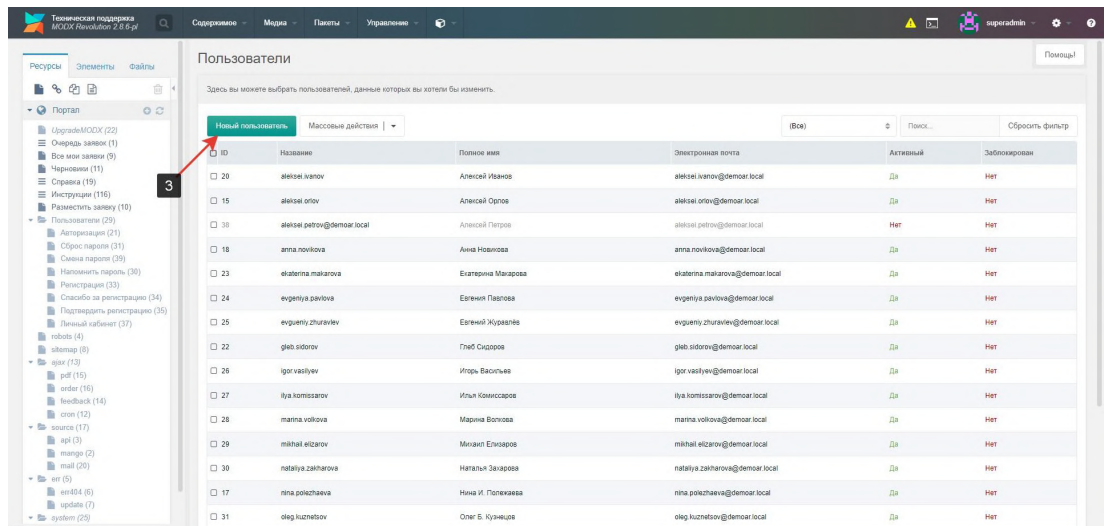 Техническая поддержка
MODX Revolution 2.8.6-pl
Содержимое Медиа Пакеты Управление
superadmin
Ресурсы Элементы Файлы
Портал
UpgradeMODX (22)
Очередь заявок (1)
Все мои заявки (9)
Черновики (11)
Справка (19)
Инструкции (116)
Разместить заявку (10)
Пользователи (29)
Авторизация (21)
Сброс пароля (31)
Смена пароля (39)
Напомнить пароль (30)
Регистрация (33)
Спасибо за регистрацию (34)
Подтвердить регистрацию (35)
Личный кабинет (37)
robots (4)
sitemap (8)
ajax (13)
pdf (15)
order (16)
feedback (14)
cron (12)
source (17)
api (3)
mango (2)
mail (20)
err (5)
err404 (6)
update (7)
system (25)
3
Пользователи
Помощь!
Здесь вы можете выбрать пользователей, данные которых вы хотели бы изменить.
Новый пользователь Массовые действия (Все) Поиск... Сбросить фильтр
ID Название Полное имя Электронная почта Активный Заблокирован
20 aleksei.ivanov Алексей Иванов aleksei.ivanov@demoar.local Да Нет
15 aleksei.orlov Алексей Орлов aleksei.orlov@demoar.local Да Нет
38 aleksei.petrov@demoar.local Алексей Петров aleksei.petrov@demoar.local Нет Нет
18 anna.novikova Анна Новикова anna.novikova@demoar.local Да Нет
23 ekaterina.makarova Екатерина Макарова ekaterina.makarova@demoar.local Да Нет
24 evgeniya.pavlova Евгения Павлова evgeniya.pavlova@demoar.local Да Нет
25 evgueniy.zhuravlev Евгений Журавлёв evgueniy.zhuravlev@demoar.local Да Нет
22 gleb.sidorov Глеб Сидоров gleb.sidorov@demoar.local Да Нет
26 igor.vasilyev Игорь Васильев igor.vasilyev@demoar.local Да Нет
27 ilya.komissarov Илья Комиссаров ilya.komissarov@demoar.local Да Нет
28 marina.volkova Марина Волкова marina.volkova@demoar.local Да Нет
29 mikhail.elizarov Михаил Елизаров mikhail.elizarov@demoar.local Да Нет
30 nataliya.zakharova Наталья Захарова nataliya.zakharova@demoar.local Да Нет
17 nina.polezhaeva Нина И. Полежаева nina.polezhaeva@demoar.local Да Нет
31 oleg.kuznetsov Олег Б. Кузнецов oleg.kuznetsov@demoar.local Да Нет